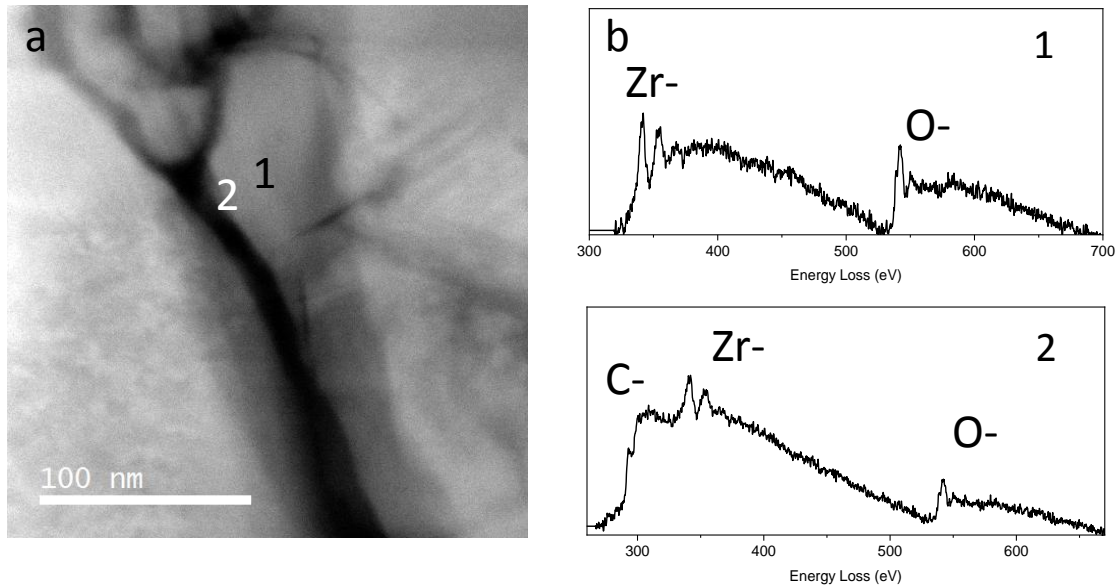 a
1
2
100 nm
b
1
Zr-
O-
300
400
500
600
700
Energy Loss (eV)
2
Zr-
C-
O-
300
400
500
600
Energy Loss (eV)